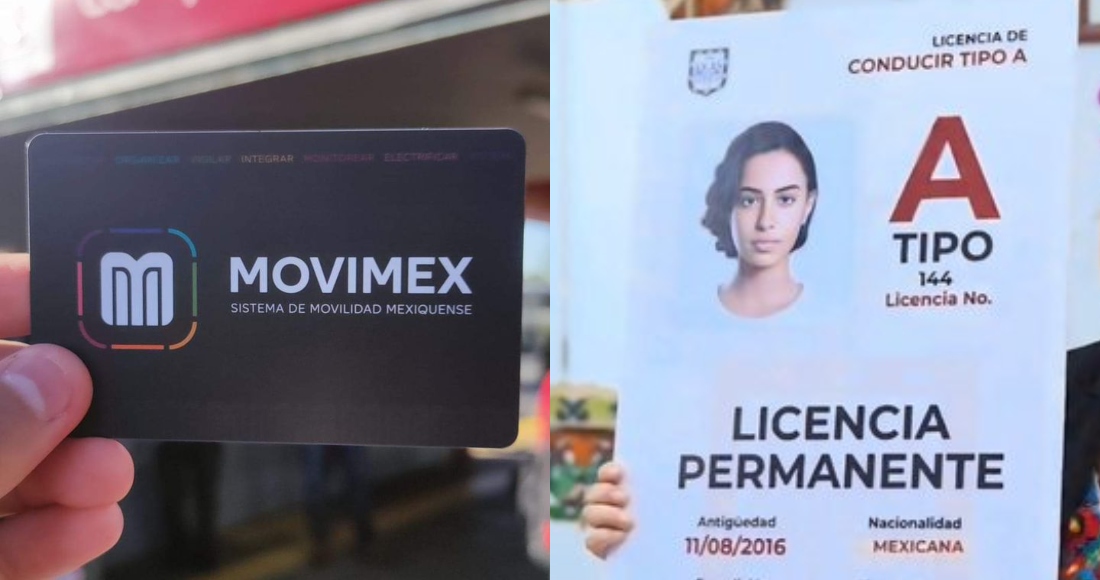 ORGANIZAR VIGILAR INTEGRAR MONITOREAR ELECTRIFICAR
MOVIMEX
SISTEMA DE MOVILIDAD MEXIQUENSE
LICENCIA DE
CONDUCIR TIPO A
A
TIPO
144
Licencia No.
LICENCIA
PERMANENTE
Antigüedad
11/08/2016
Nacionalidad
MEXICANA